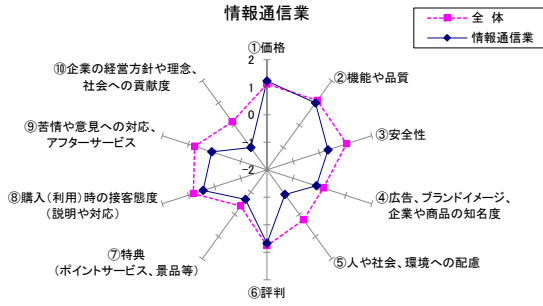 情報通信業
全 体
情報通信業
①価格
②機能や品質
③安全性
④広告、ブランドイメージ、
企業や商品の知名度
⑤人や社会、環境への配慮
⑥評判
⑦特典
(ポイントサービス、景品等)
⑧購入(利用)時の接客態度
(説明や対応)
⑨苦情や意見への対応、
アフターサービス
⑩企業の経営方針や理念、
社会への貢献度
2
1
0
-1
-2